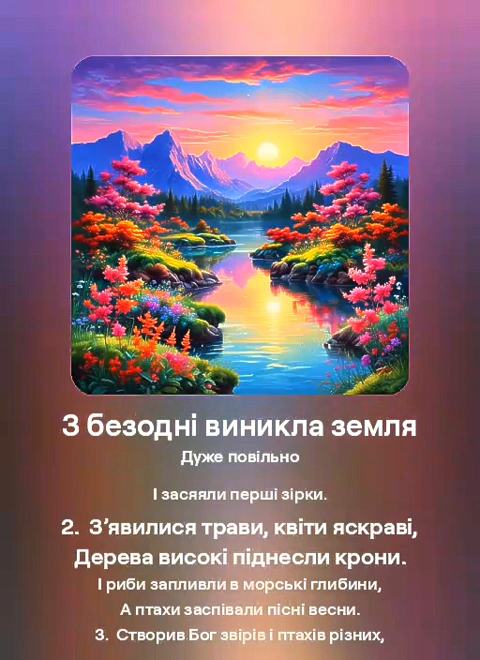 З безодні виникла земля
Дуже повільно
І засяяли перші зірки.
2. З’явилися трави, квіти яскраві,
Дерева високі піднесли крони.
І риби запливли в морські глибини,
А птахи заспівали пісні весни.
3. Створив Бог звірів і птахів різних,